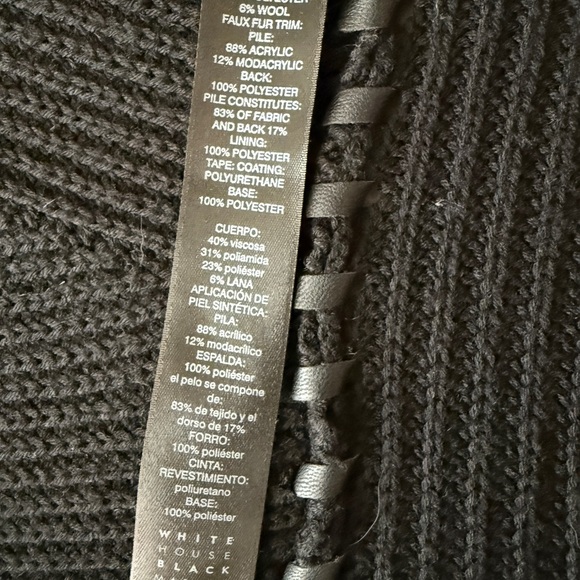 6% WOOL
FAUX FUR TRIM:
PILE:
88% ACRYLIC
12% MODACRYLIC
BACK:
100% POLYESTER
PILE CONSTITUTES:
83% OF FABRIC
AND BACK 17%
LINING:
100% POLYESTER
TAPE: COATING:
POLYURETHANE
BASE:
100% POLYESTER
CUERPO:
40% viscosa
31% poliamida
23% poliéster
6% LANA
APLICACIÓN DE
PIEL SINTÉTICA:
PILA:
88% acrílico
12% modacrílico
ESPALDA:
100% poliéster
el pelo se compone
de:
83% de tejido y el
dorso de 17%
FORRO:
100% poliéster
CINTA:
REVESTIMIENTO:
poliuretano
BASE:
100% poliéster
WHITE
HOUSE
BLACK